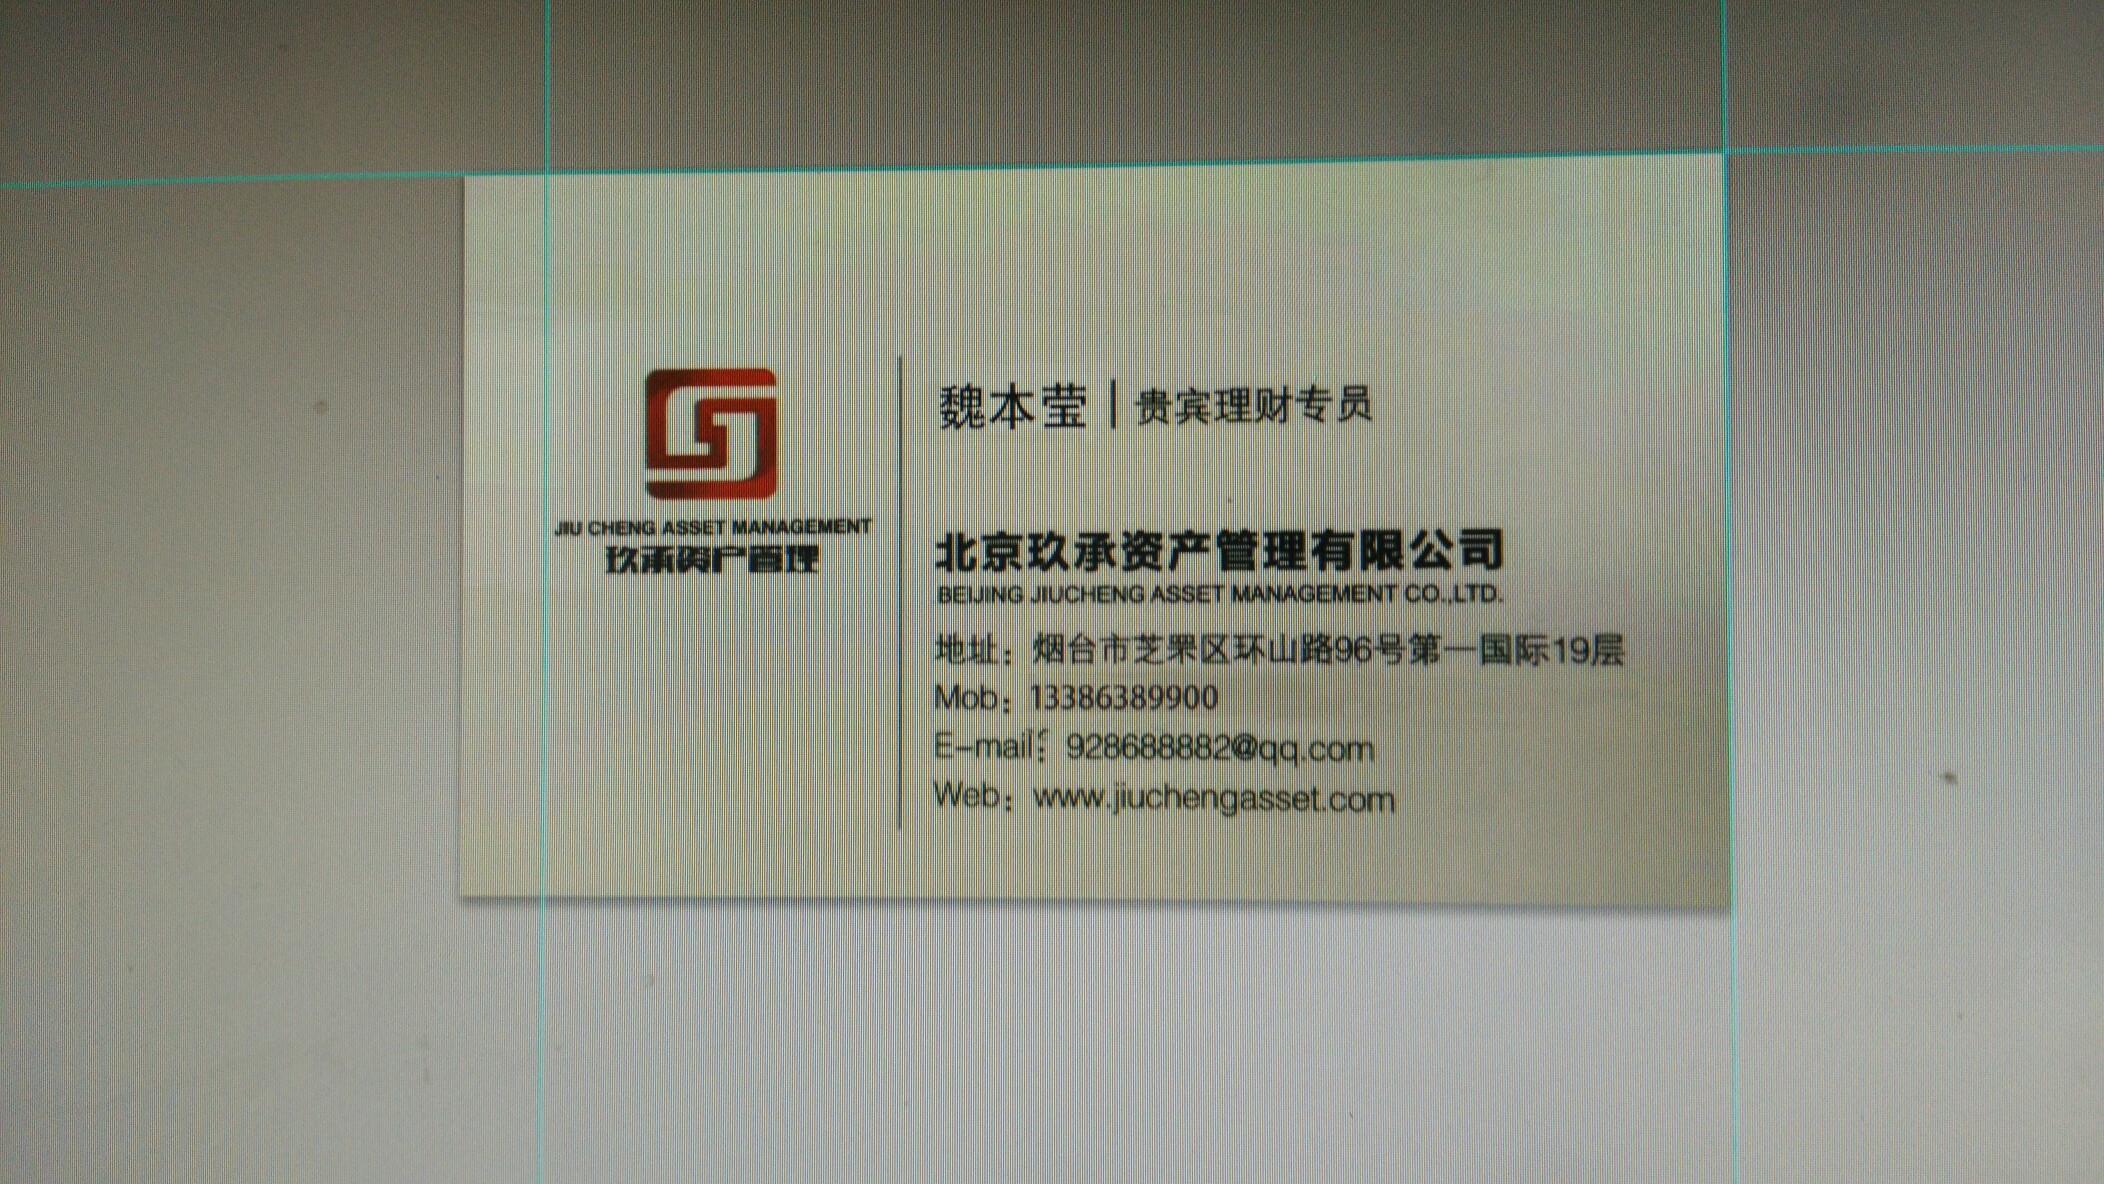 JIU CHENG ASSET MANAGEMENT
玖承资产管理
魏本莹 | 贵宾理财专员
北京玖承资产管理有限公司
BEIJING JIUCHENG ASSET MANAGEMENT CO.,LTD.
地址：烟台市芝罘区环山路96号第一国际19层
Mob：13386389900
E-mail：928688882@qq.com
Web：www.jiuchengasset.com